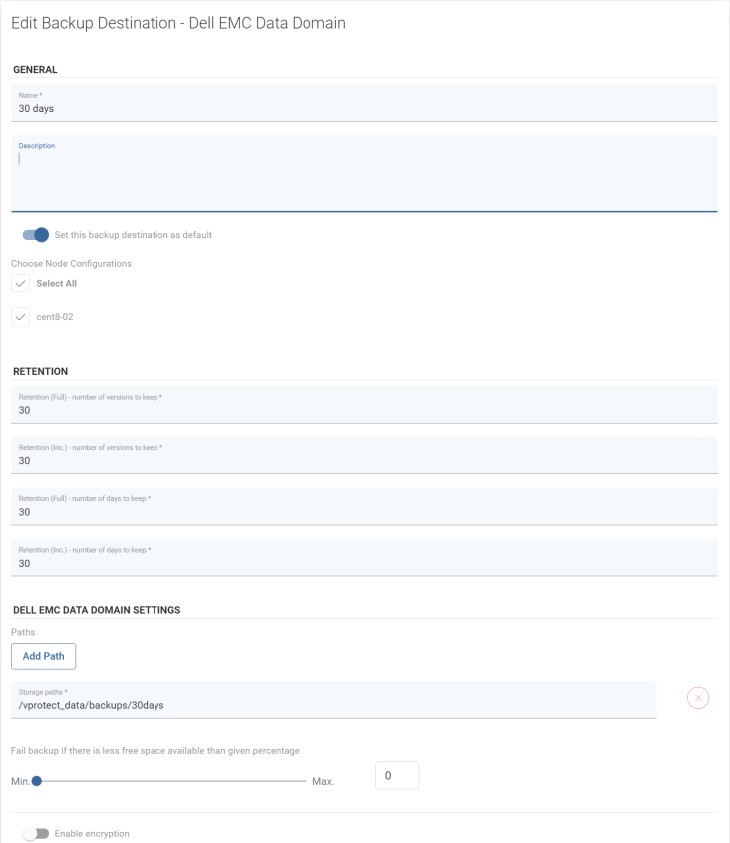 Edit Backup Destination - Dell EMC Data Domain
GENERAL
Name *
30 days
Description
Set this backup destination as default
Choose Node Configurations
Select All
cent8-02
RETENTION
Retention (Full) - number of versions to keep *
30
Retention (Inc.) - number of versions to keep *
30
Retention (Full) - number of days to keep *
30
Retention (Inc.) - number of days to keep *
30
DELL EMC DATA DOMAIN SETTINGS
Paths
Add Path
Storage paths *
/vprotect_data/backups/30days
Fail backup if there is less free space available than given percentage
Min. Max. 0
Enable encryption